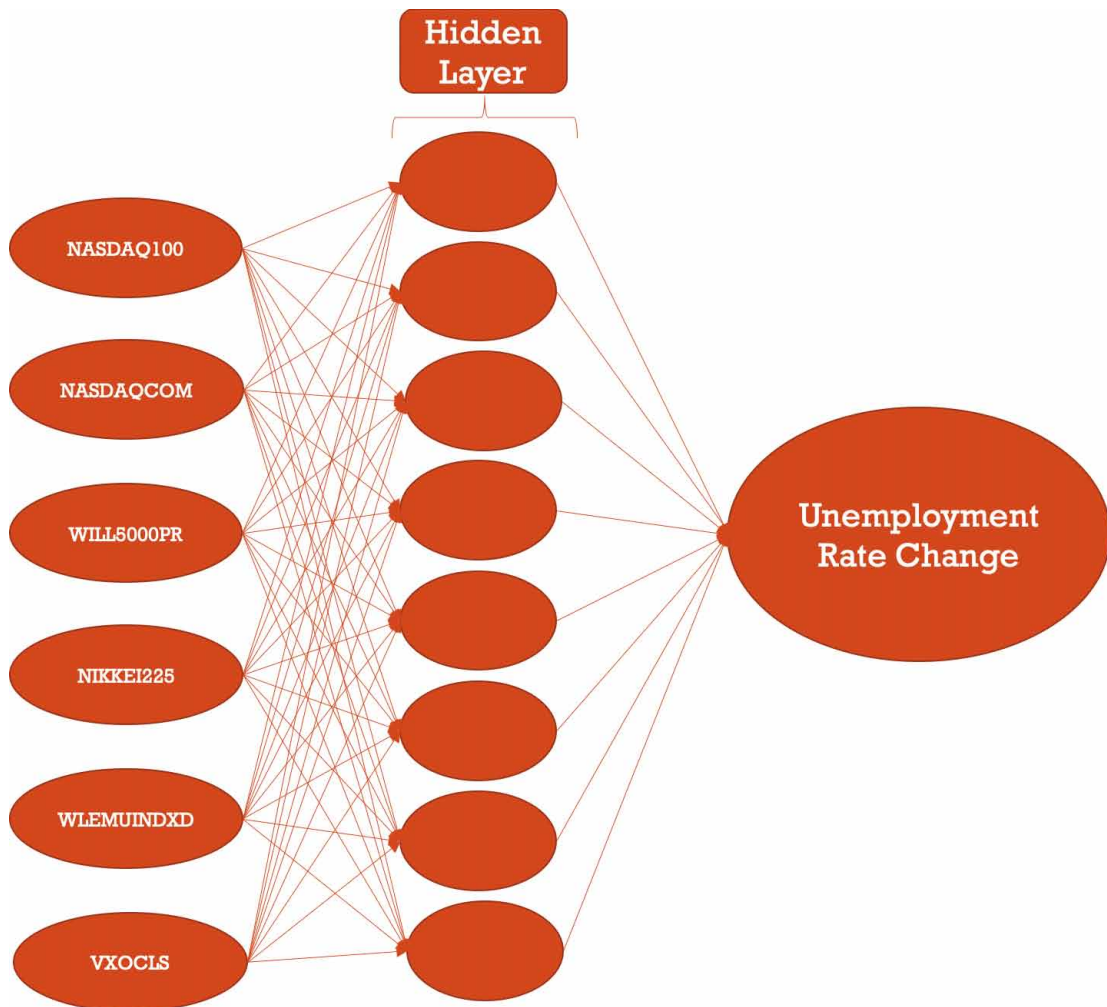 Hidden
Layer
NASDAQ100
NASDAQCOM
WILL5000PR
NIKKEI225
WLEMUINDXD
VXOCLS
Unemployment
Rate Change